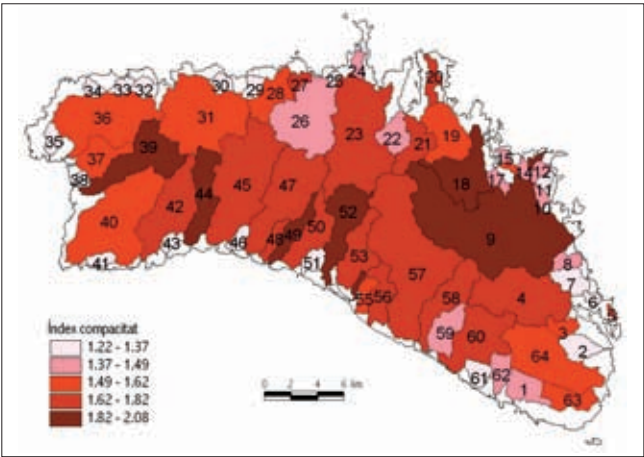 34 33 32 30 29 28 27 25 24 20
36 31 26 23 22 21 19
35 37 39 18 15 14 12
38 17 11
40 42 44 45 47 52 9 10
43 46 48 49 50 53 8
41 51 57 7
55 56 58 4 6
59 60 3 5
64 2
61 62 1 63
Índex compacitat
1.22 - 1.37
1.37 - 1.49
1.49 - 1.62
1.62 - 1.82
1.82 - 2.08
0 2 4 6 km